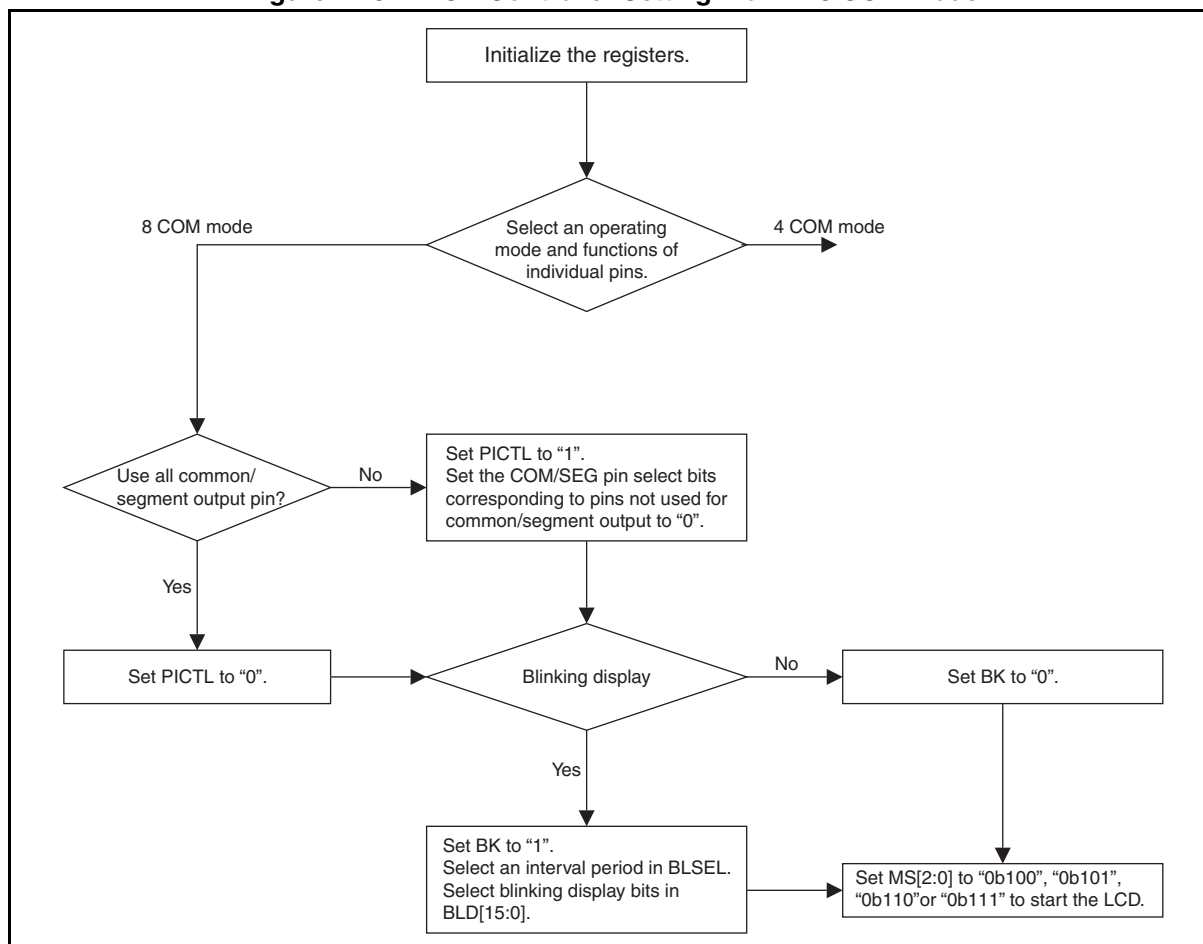 Initialize the registers.
Select an operating
mode and functions of
individual pins.
8 COM mode
4 COM mode
Use all common/
segment output pin?
No
Set PICTL to “1”.
Set the COM/SEG pin select bits
corresponding to pins not used for
common/segment output to “0”.
Yes
Set PICTL to “0”.
Blinking display
No
Set BK to “0”.
Yes
Set BK to “1”.
Select an interval period in BLSEL.
Select blinking display bits in
BLD[15:0].
Set MS[2:0] to “0b100”, “0b101”,
“0b110”or “0b111” to start the LCD.